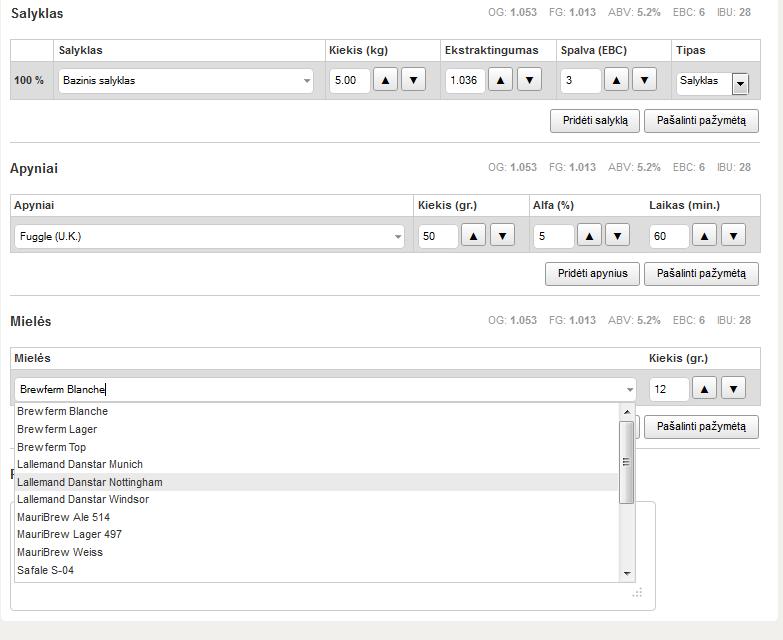 Salyklas OG: 1.053 FG: 1.013 ABV: 5.2% EBC: 6 IBU: 28
Salyklas Kiekis (kg) Ekstraktingumas Spalva (EBC) Tipas
100 % Bazinis salyklas 5.00 ▲ ▼ 1.036 ▲ ▼ 3 ▲ ▼ Salyklas
Pridėti salyklą Pašalinti pažymėtą
Apyniai OG: 1.053 FG: 1.013 ABV: 5.2% EBC: 6 IBU: 28
Apyniai Kiekis (gr.) Alfa (%) Laikas (min.)
Fuggle (U.K.) 50 ▲ ▼ 5 ▲ ▼ 60 ▲ ▼
Pridėti apynius Pašalinti pažymėtą
Mielės OG: 1.053 FG: 1.013 ABV: 5.2% EBC: 6 IBU: 28
Mielės Kiekis (gr.)
Brewferm Blanche 12 ▲ ▼
Brewferm Blanche
Brewferm Lager Pašalinti pažymėtą
Brewferm Top
Lallemand Danstar Munich
Lallemand Danstar Nottingham
Lallemand Danstar Windsor
MauriBrew Ale 514
MauriBrew Lager 497
MauriBrew Weiss
Safale S-04